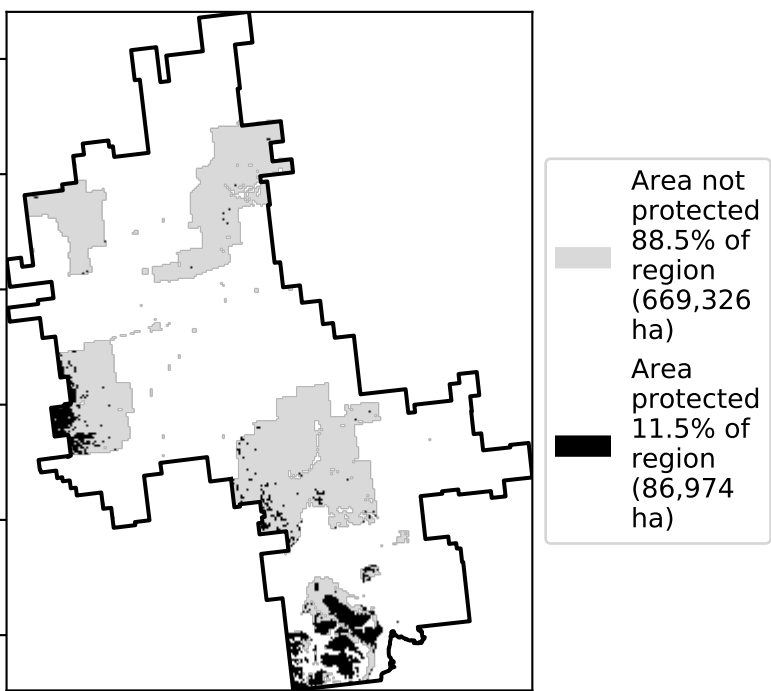 Area not
protected
88.5% of
region
(669,326
ha)
Area
protected
11.5% of
region
(86,974
ha)